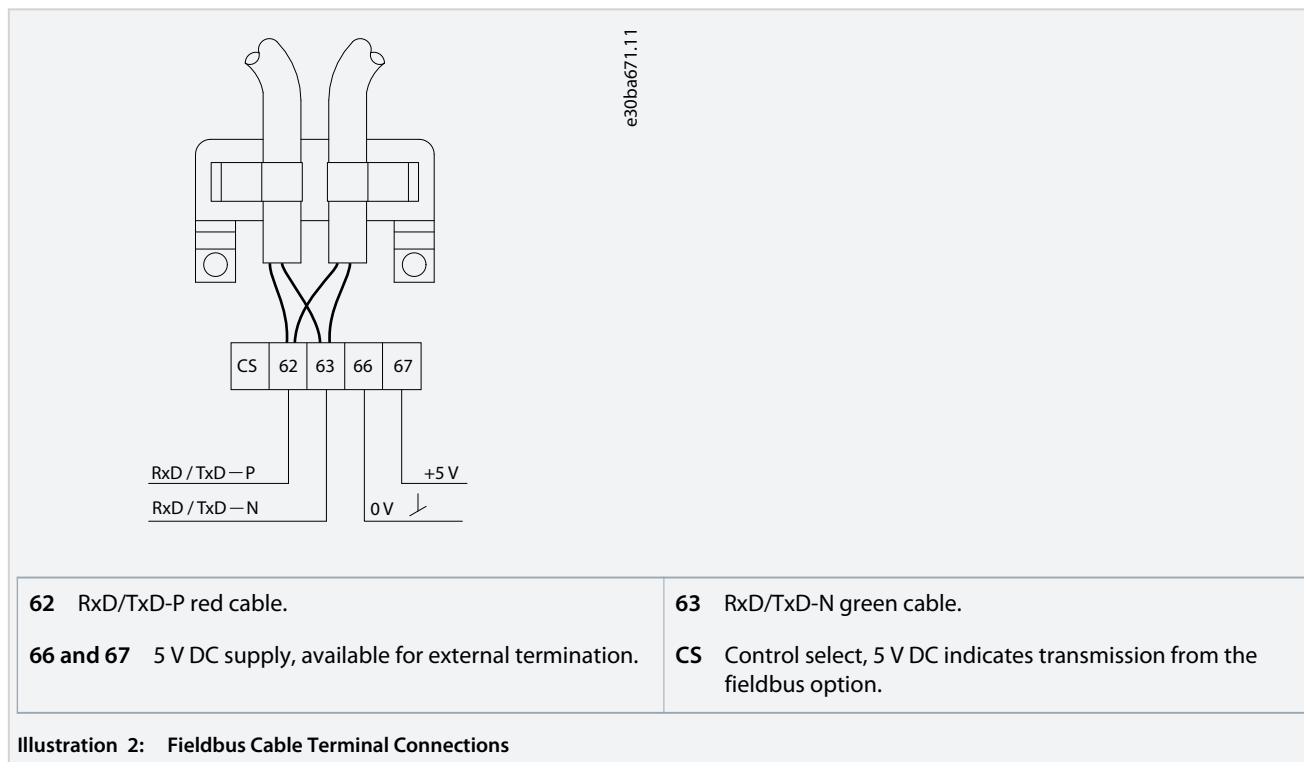 e30ba671.11
CS 62 63 66 67
RxD / TxD — P
+5 V
RxD / TxD — N
0 V
62 RxD/TxD-P red cable.
63 RxD/TxD-N green cable.
66 and 67 5 V DC supply, available for external termination.
CS Control select, 5 V DC indicates transmission from the
fieldbus option.
Illustration 2: Fieldbus Cable Terminal Connections